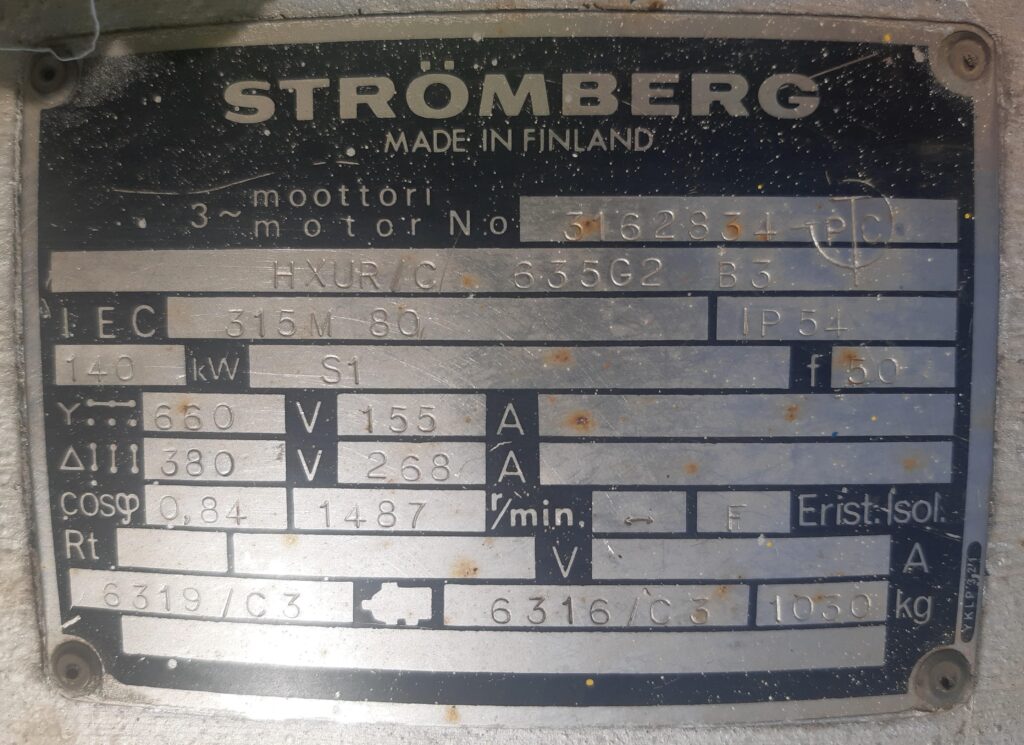 STRÖMBERG
MADE IN FINLAND
3~ moottori
motor No 3162834-PC
HXUR/C 635G2 B3
IEC 315M 80 IP 54
140 kW S1 f 50
Y 660 V 155 A
Δ 380 V 268 A
cosφ 0,84 1487 r/min. ↔ F Erist.-Isol.
Rt V A
6319/C3 6316/C3 1030 kg